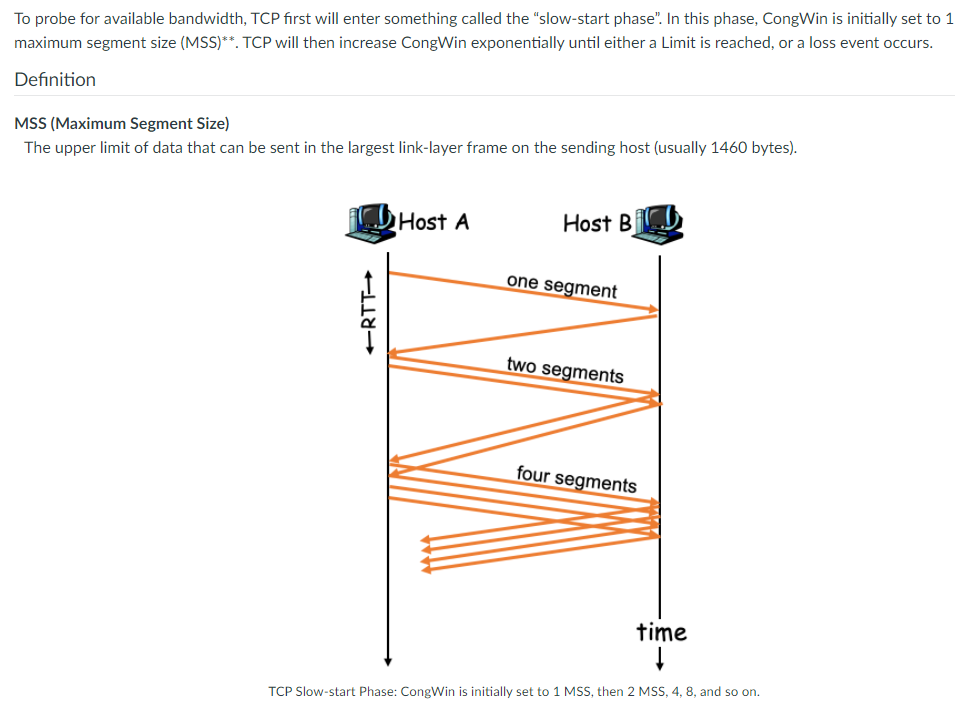 To probe for available bandwidth, TCP first will enter something called the “slow-start phase”. In this phase, CongWin is initially set to 1
maximum segment size (MSS)**. TCP will then increase CongWin exponentially until either a Limit is reached, or a loss event occurs.
Definition
MSS (Maximum Segment Size)
The upper limit of data that can be sent in the largest link-layer frame on the sending host (usually 1460 bytes).
Host A
Host B
one segment
RTT
two segments
four segments
time
TCP Slow-start Phase: CongWin is initially set to 1 MSS, then 2 MSS, 4, 8, and so on.